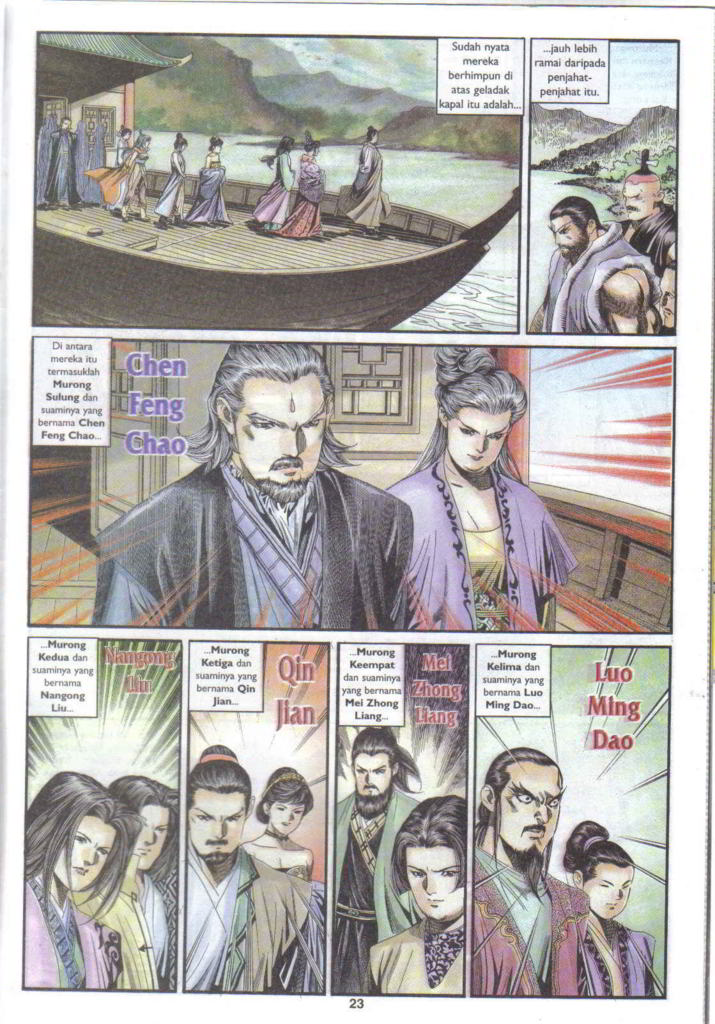 Sudah nyata
mereka
berhimpun di
atas geladak
kapal itu adalah...
...jauh lebih
ramai daripada
penjahat-
penjahat itu.
Di antara
mereka itu
termasuklah
Murong
Sulung dan
suaminya yang
bernama Chen
Feng Chao...
Chen
Feng
Chao
...Murong
Kedua dan
suaminya yang
bernama
Nangong
Liu...
Nangong
Liu
...Murong
Ketiga dan
suaminya yang
bernama Qin
Jian...
Qin
Jian
...Murong
Keempat dan
suaminya yang
bernama
Mei Zhong
Liang...
Mei
Zhong
Liang
...Murong
Kelima dan
suaminya yang
bernama Luo
Ming Dao...
Luo
Ming
Dao
23